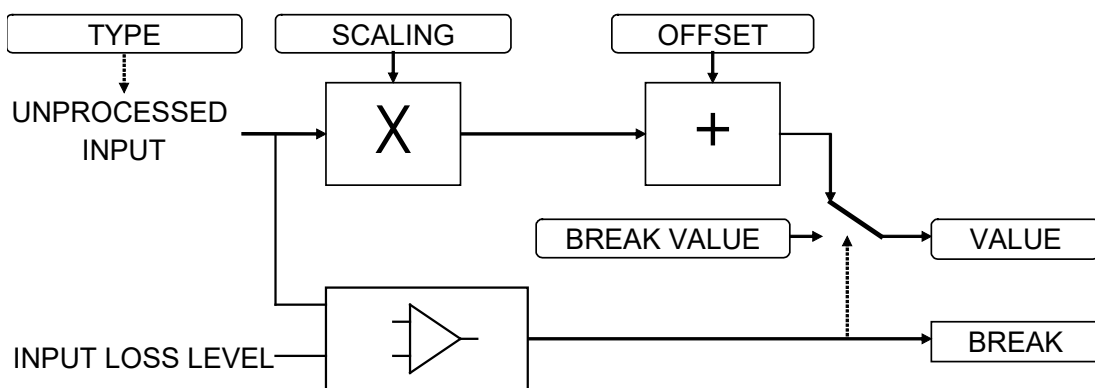 TYPE
SCALING
OFFSET
UNPROCESSED
INPUT
X
+
BREAK VALUE
VALUE
INPUT LOSS LEVEL
BREAK